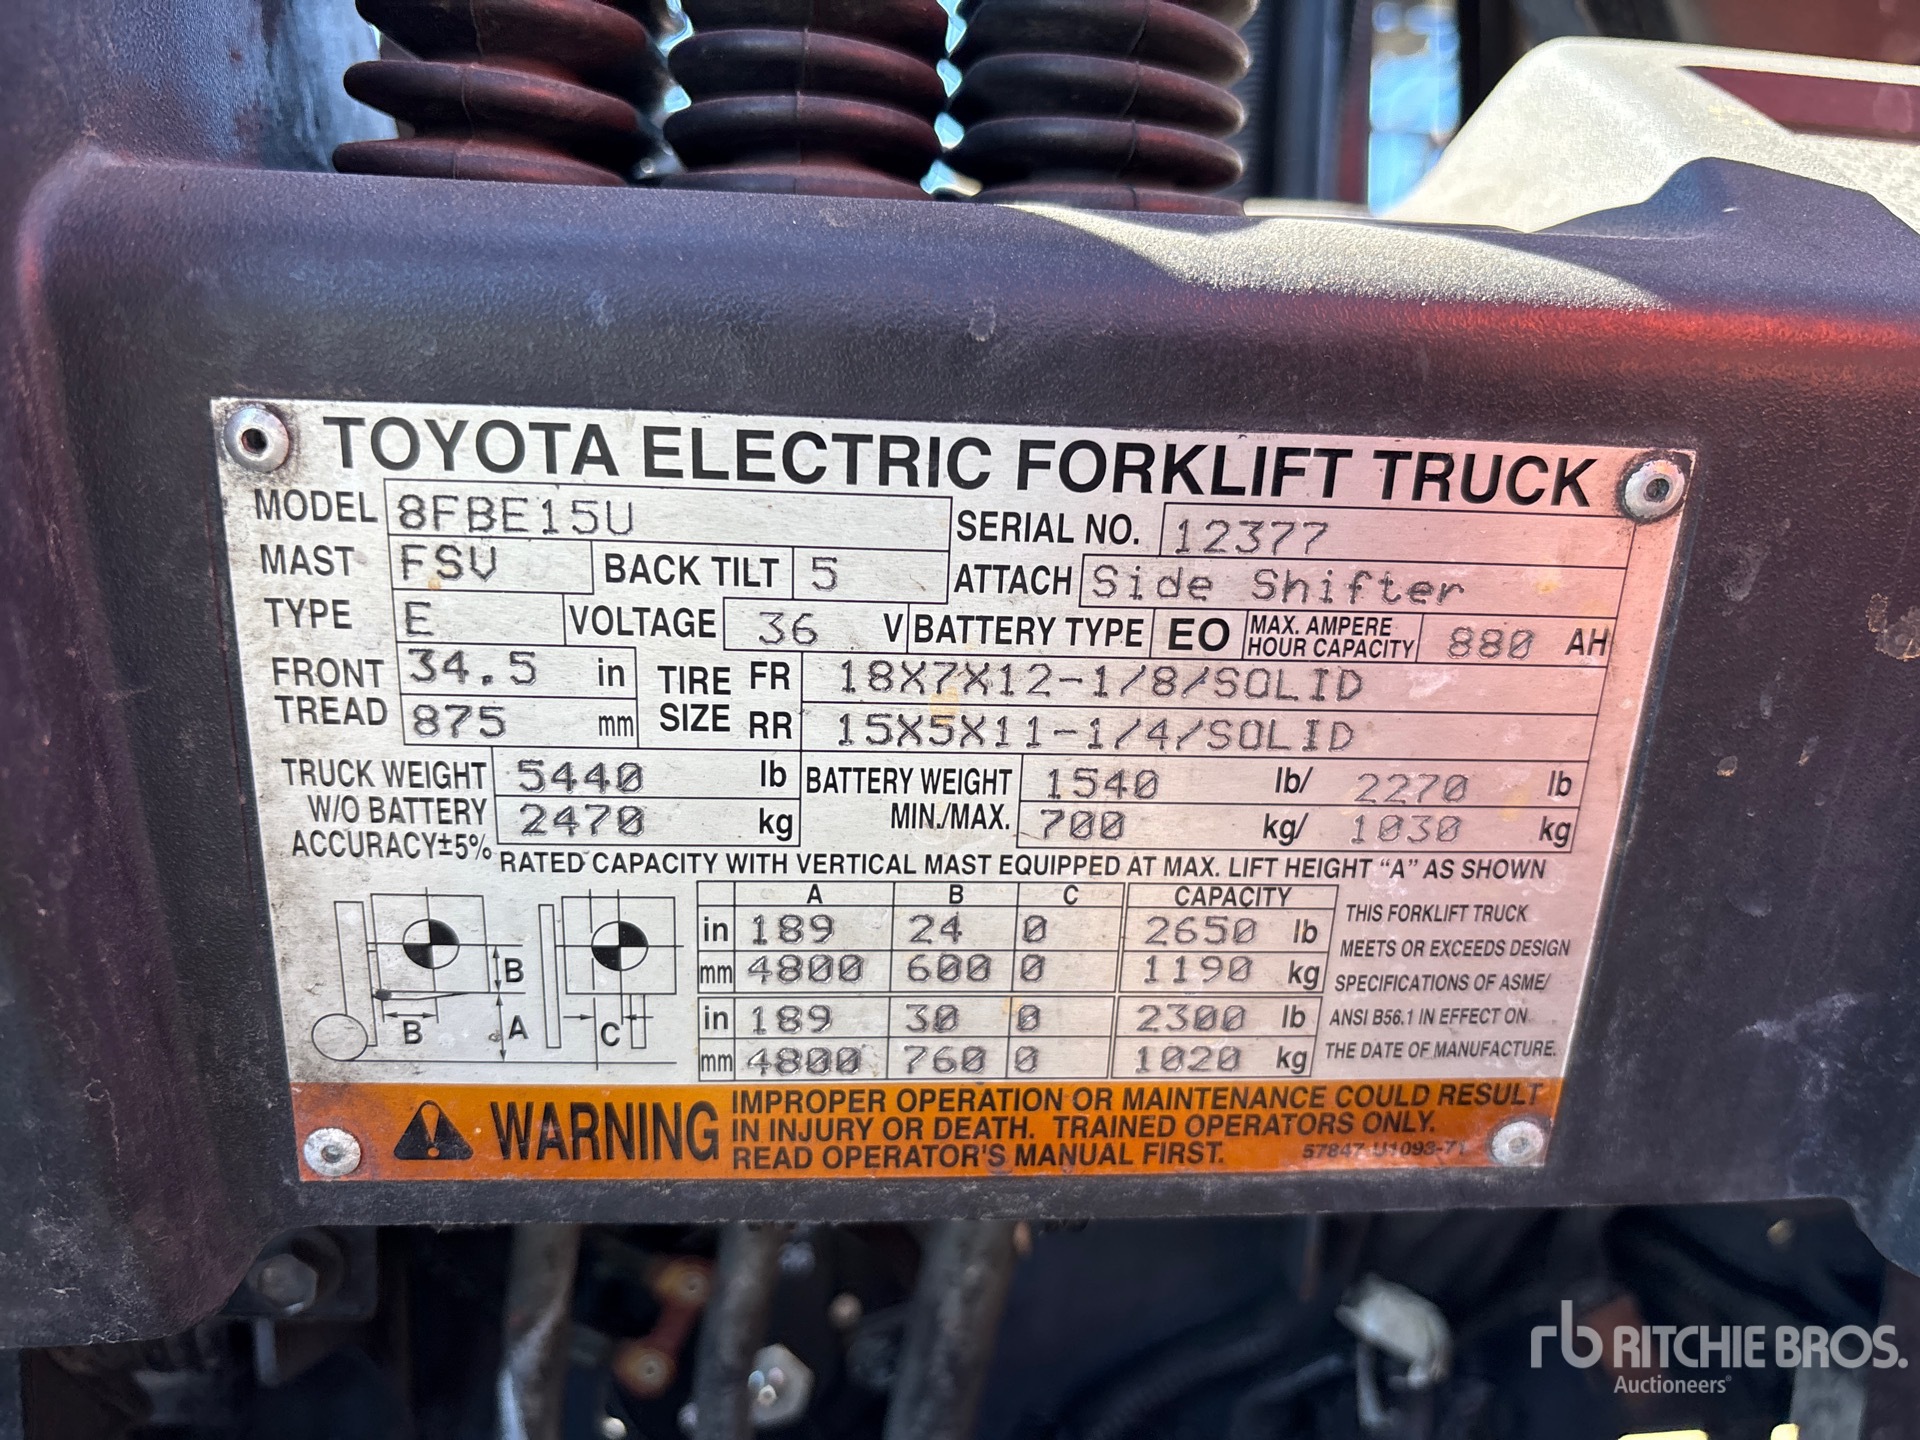 TOYOTA ELECTRIC FORKLIFT TRUCK
MODEL 8FBE15U SERIAL NO. 12377
MAST FSV BACK TILT 5 ATTACH Side Shifter
TYPE E VOLTAGE 36 V BATTERY TYPE EO MAX. AMPERE HOUR CAPACITY 880 AH
FRONT TREAD 34.5 in TIRE SIZE FR 18X7X12-1/8/SOLID
875 mm RR 15X5X11-1/4/SOLID
TRUCK WEIGHT 5440 lb BATTERY WEIGHT 1540 lb/ 2270 lb
W/O BATTERY 2470 kg MIN./MAX. 700 kg/ 1030 kg
ACCURACY±5%
RATED CAPACITY WITH VERTICAL MAST EQUIPPED AT MAX. LIFT HEIGHT "A" AS SHOWN
A B C CAPACITY
in 189 24 0 2650 lb
mm 4800 600 0 1190 kg
in 189 30 0 2300 lb
mm 4800 760 0 1020 kg
B
B A C
THIS FORKLIFT TRUCK
MEETS OR EXCEEDS DESIGN
SPECIFICATIONS OF ASME/
ANSI B56.1 IN EFFECT ON
THE DATE OF MANUFACTURE.
WARNING
IMPROPER OPERATION OR MAINTENANCE COULD RESULT
IN INJURY OR DEATH. TRAINED OPERATORS ONLY.
READ OPERATOR'S MANUAL FIRST.
57847-U1093-71
rb RITCHIE BROS.
Auctioneers®